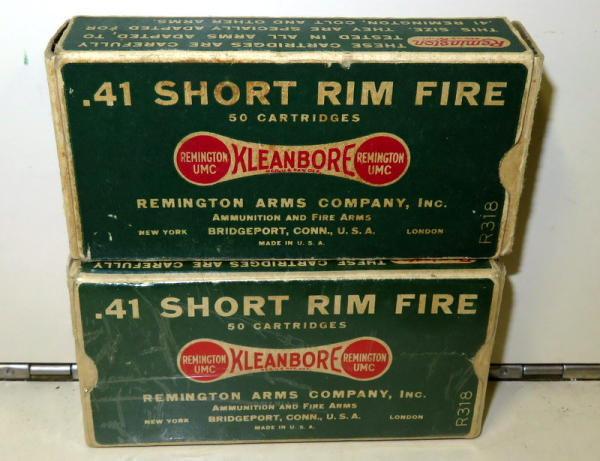 Remington
THESE CARTRIDGES ARE CAREFULLY
TESTED IN ALL ARMS ADAPTED, TO
THIS SIZE. THEY ARE SPECIALLY ADAPTED FOR
.41 REMINGTON, COLT AND OTHER ARMS.
.41 SHORT RIM FIRE
50 CARTRIDGES
REMINGTON UMC KLEANBORE REMINGTON UMC
REMINGTON ARMS COMPANY, Inc.
AMMUNITION AND FIRE ARMS
NEW YORK BRIDGEPORT, CONN., U.S.A. LONDON
MADE IN U.S.A.
R318
THESE CARTRIDGES ARE CAREFULLY
.41 SHORT RIM FIRE
50 CARTRIDGES
REMINGTON UMC KLEANBORE REMINGTON UMC
REMINGTON ARMS COMPANY, Inc.
AMMUNITION AND FIRE ARMS
NEW YORK BRIDGEPORT, CONN., U.S.A. LONDON
MADE IN U.S.A.
R318